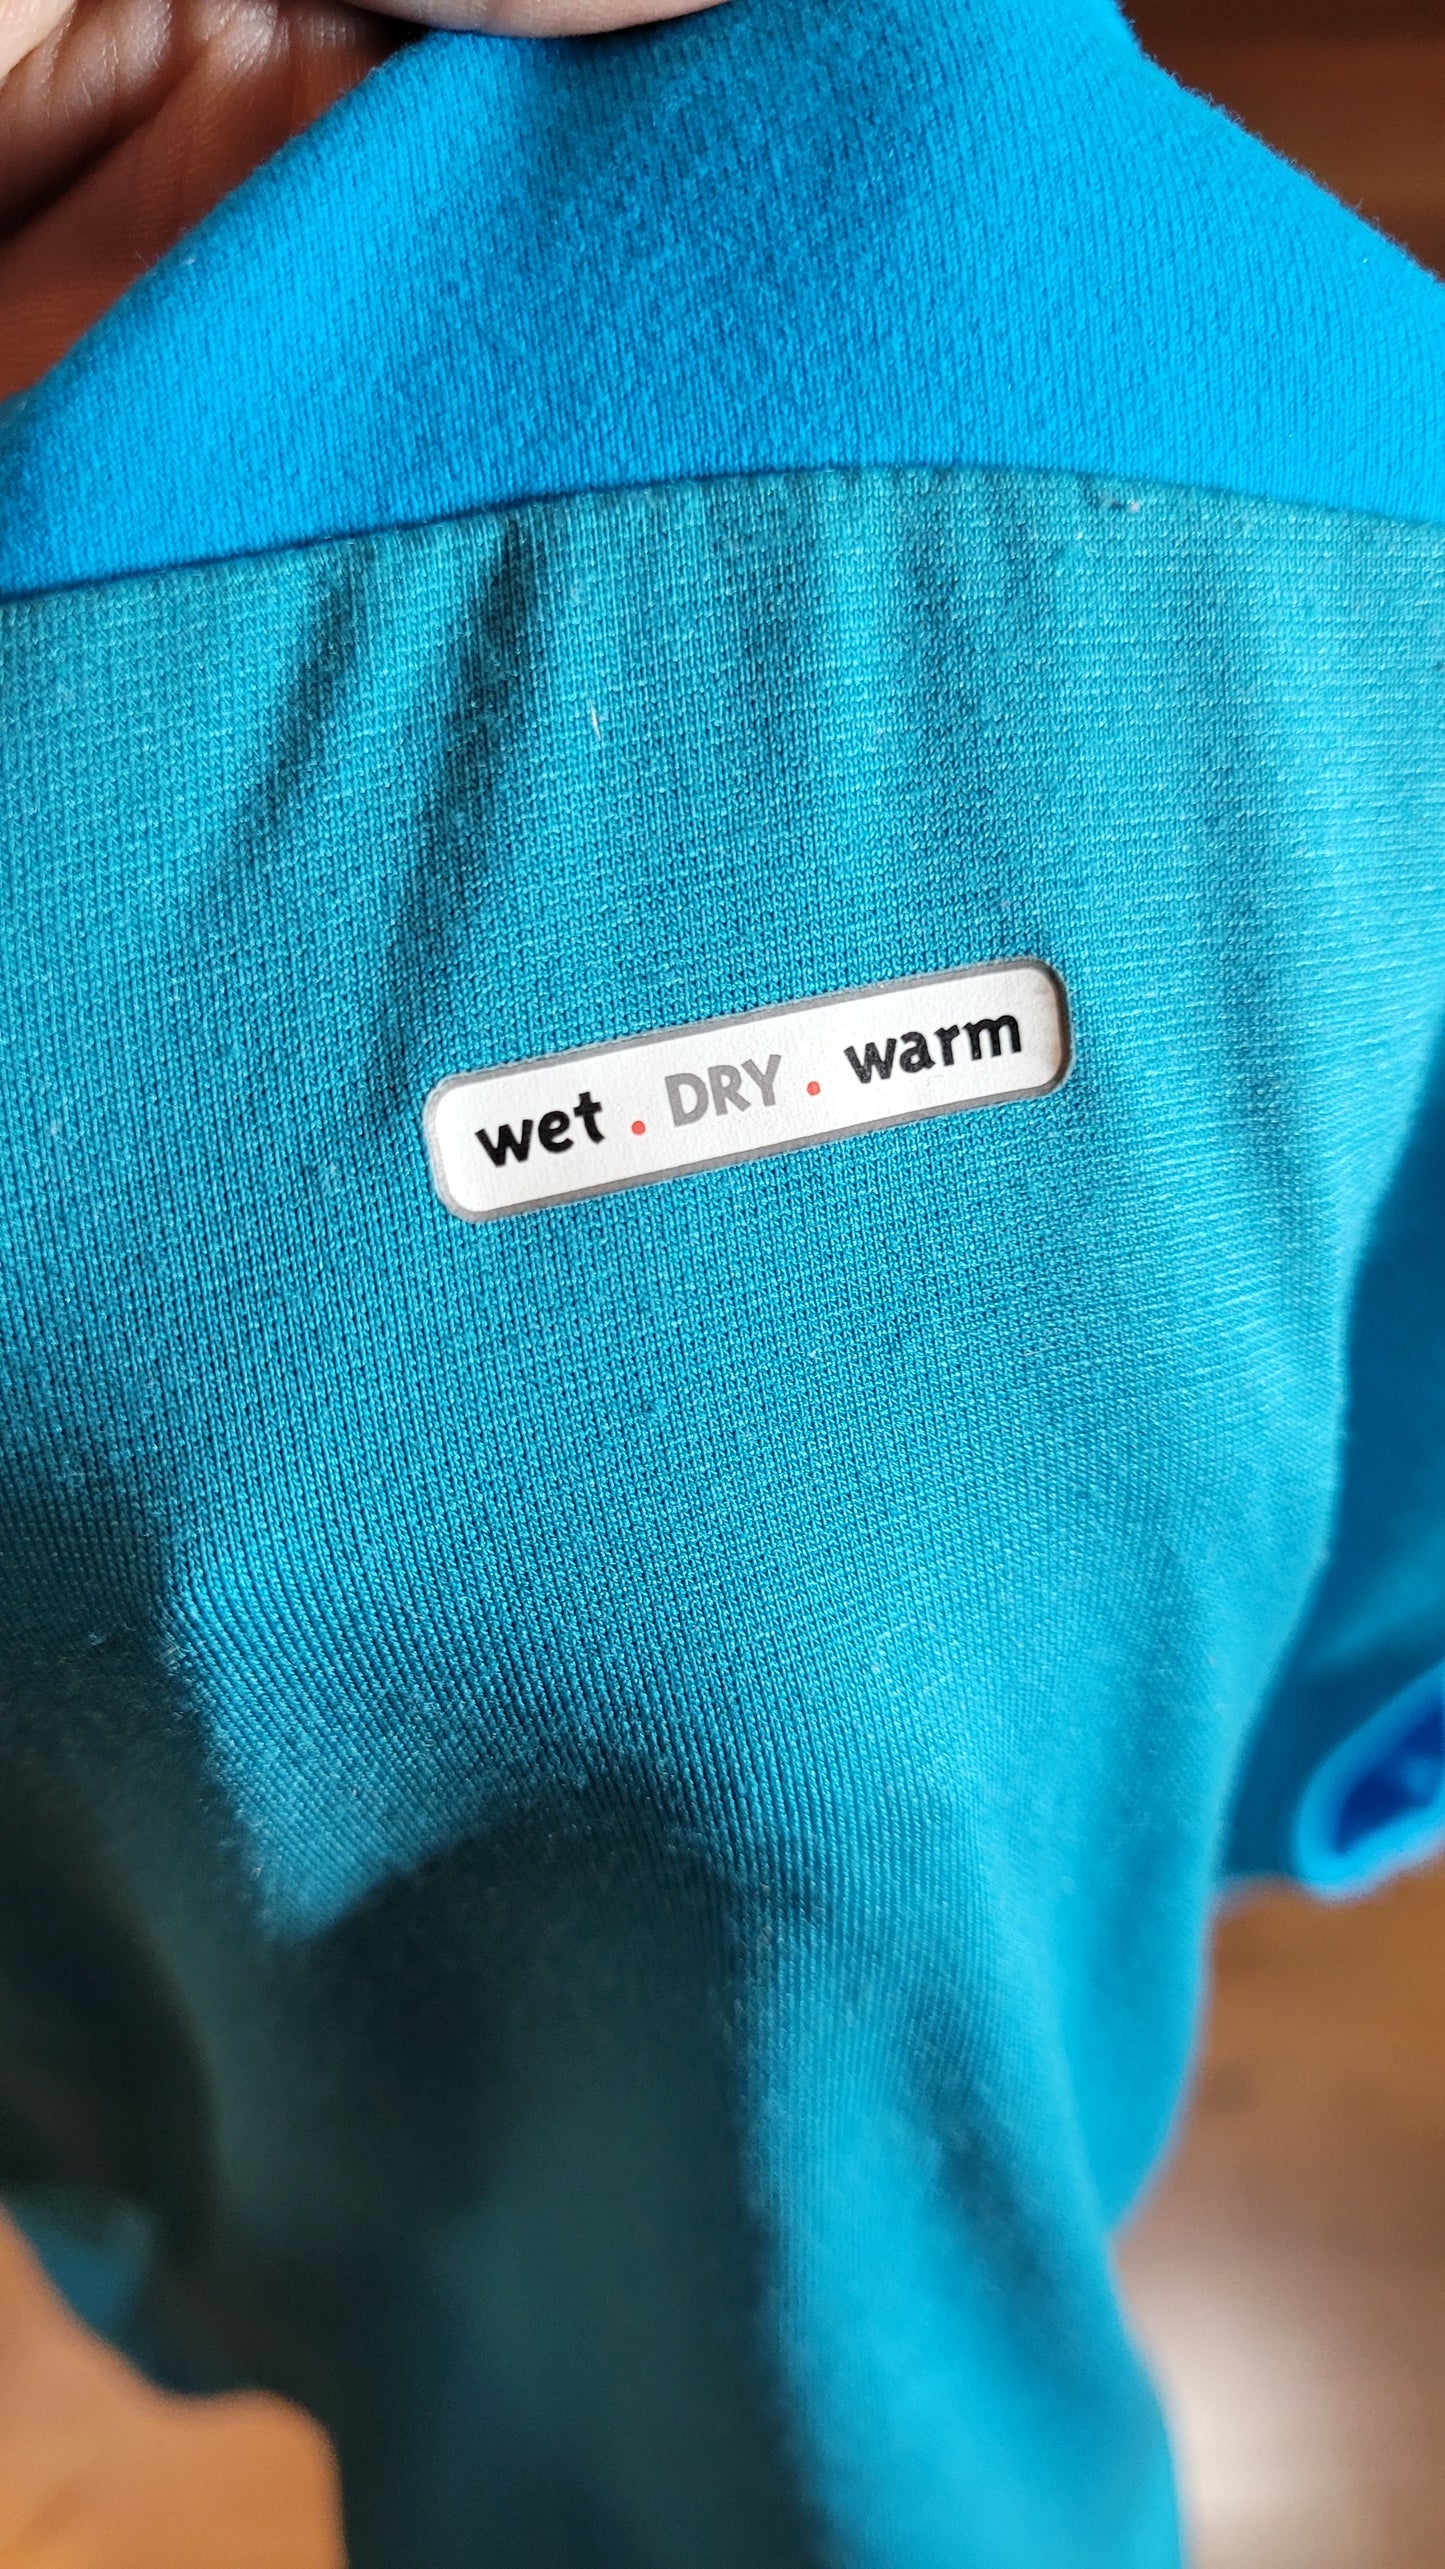 wet . DRY . warm